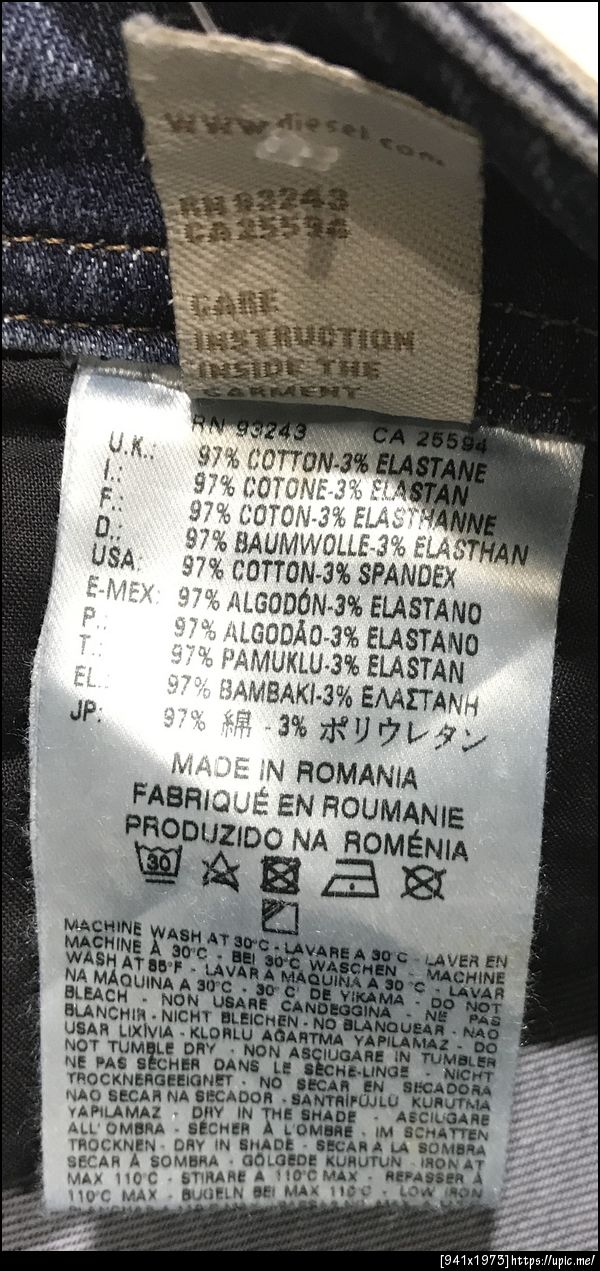 www.diesel.com
RN 93243
CA 25594
CARE
INSTRUCTION
INSIDE THE
GARMENT
RN 93243 CA 25594
U.K.: 97% COTTON-3% ELASTANE
I.: 97% COTONE-3% ELASTAN
F.: 97% COTON-3% ELASTHANNE
D.: 97% BAUMWOLLE-3% ELASTHAN
USA: 97% COTTON-3% SPANDEX
E-MEX: 97% ALGODÓN-3% ELASTANO
P.: 97% ALGODÃO-3% ELASTANO
T.: 97% PAMUKLU-3% ELASTAN
EL.: 97% BAMBAKI-3% ΕΛΑΣΤΑΝΗ
JP: 97% 綿 - 3% ポリウレタン
MADE IN ROMANIA
FABRIQUÉ EN ROUMANIE
PRODUZIDO NA ROMÉNIA
30
MACHINE WASH AT 30°C - LAVARE A 30°C - LAVER EN
MACHINE À 30°C - BEI 30°C WASCHEN - MACHINE
WASH AT 85°F - LAVAR A MAQUINA A 30 °C - LAVAR
NA MÁQUINA A 30°C - 30°C' DE YIKAMA - DO NOT
BLEACH - NON USARE CANDEGGINA - NE PAS
BLANCHIR - NICHT BLEICHEN - NO BLANQUEAR - NAO
USAR LIXÍVIA - KLORLU AĞARTMA YAPILAMAZ - DO
NOT TUMBLE DRY - NON ASCIUGARE IN TUMBLER
NE PAS SÈCHER DANS LE SÈCHE-LINGE - NICHT
TROCKNERGEEIGNET - NO SECAR EN SECADORA
NAO SECAR NA SECADOR - SANTRIFÜJLÜ KURUTMA
YAPILAMAZ - DRY IN THE SHADE - ASCIUGARE
ALL'OMBRA - SÈCHER À L'OMBRE - IM SCHATTEN
TROCKNEN - DRY IN SHADE - SECAR A LA SOMBRA
SECAR Á SOMBRA - GÖLGEDE KURUTUN - IRON AT
MAX 110°C - STIRARE A 110°C MAX - REPASSER À
110°C MAX - BUGELN BEI MAX 110°C - LOW IRON
[941x1973]https://upic.me/